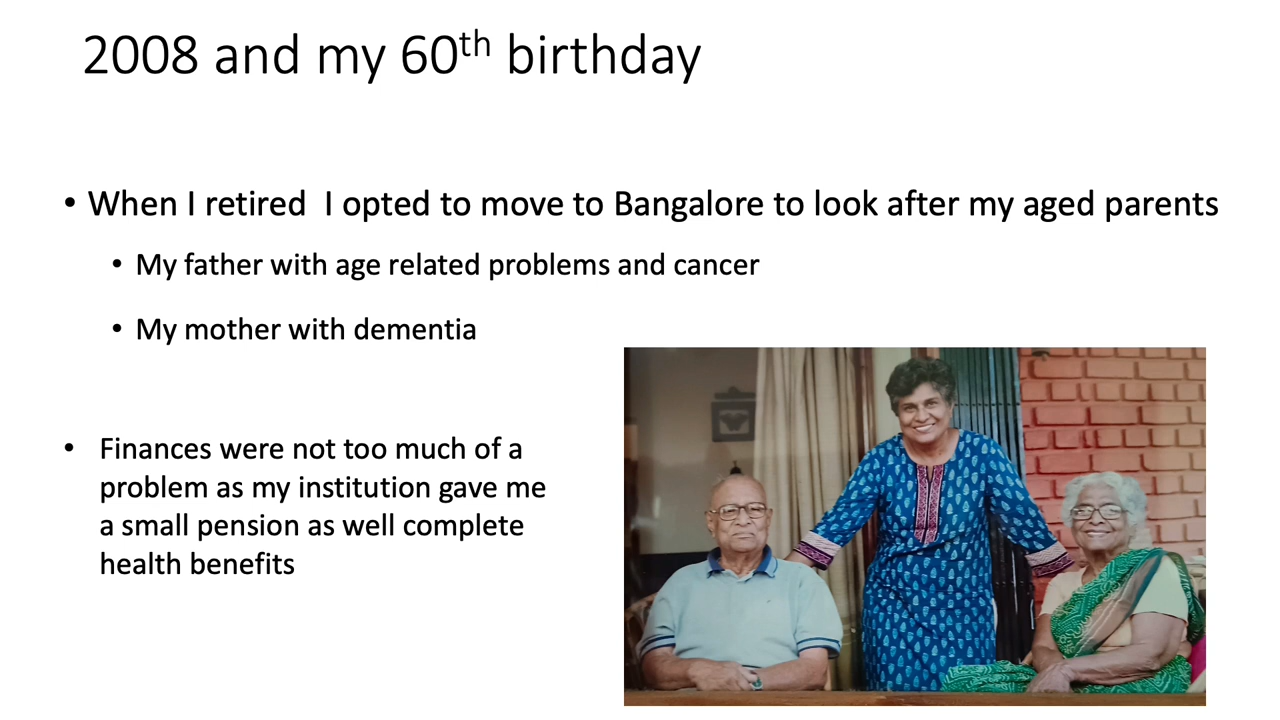 2008 and my 60th birthday
• When I retired  I opted to move to Bangalore to look after my aged parents
• My father with age related problems and cancer
• My mother with dementia
• Finances were not too much of a
problem as my institution gave me
a small pension as well complete
health benefits